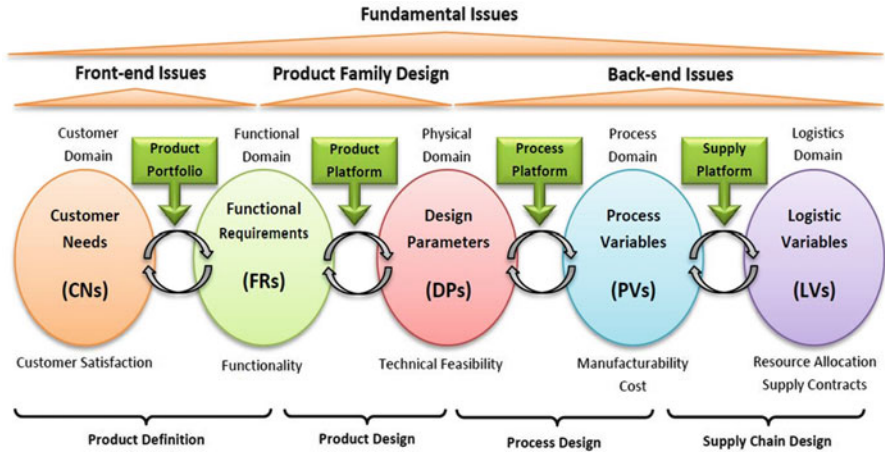 Fundamental Issues
Front-end Issues
Product Family Design
Back-end Issues
Customer
Domain
Product
Portfolio
Functional
Domain
Product
Platform
Physical
Domain
Process
Platform
Process
Domain
Supply
Platform
Logistics
Domain
Customer
Needs
(CNs)
Functional
Requirements
(FRs)
Design
Parameters
(DPs)
Process
Variables
(PVs)
Logistic
Variables
(LVs)
Customer Satisfaction
Functionality
Technical Feasibility
Manufacturability
Cost
Resource Allocation
Supply Contracts
Product Definition
Product Design
Process Design
Supply Chain Design